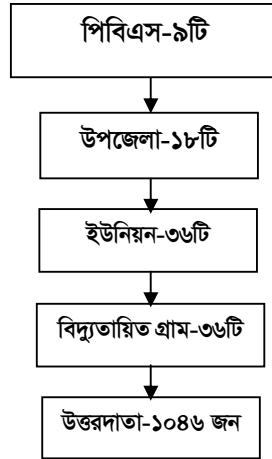 পিবিএস-৯টি
উপজেলা-১৮টি
ইউনিয়ন-৩৬টি
বিদ্যুতায়িত গ্রাম-৩৬টি
উত্তরদাতা-১০৪৬ জন